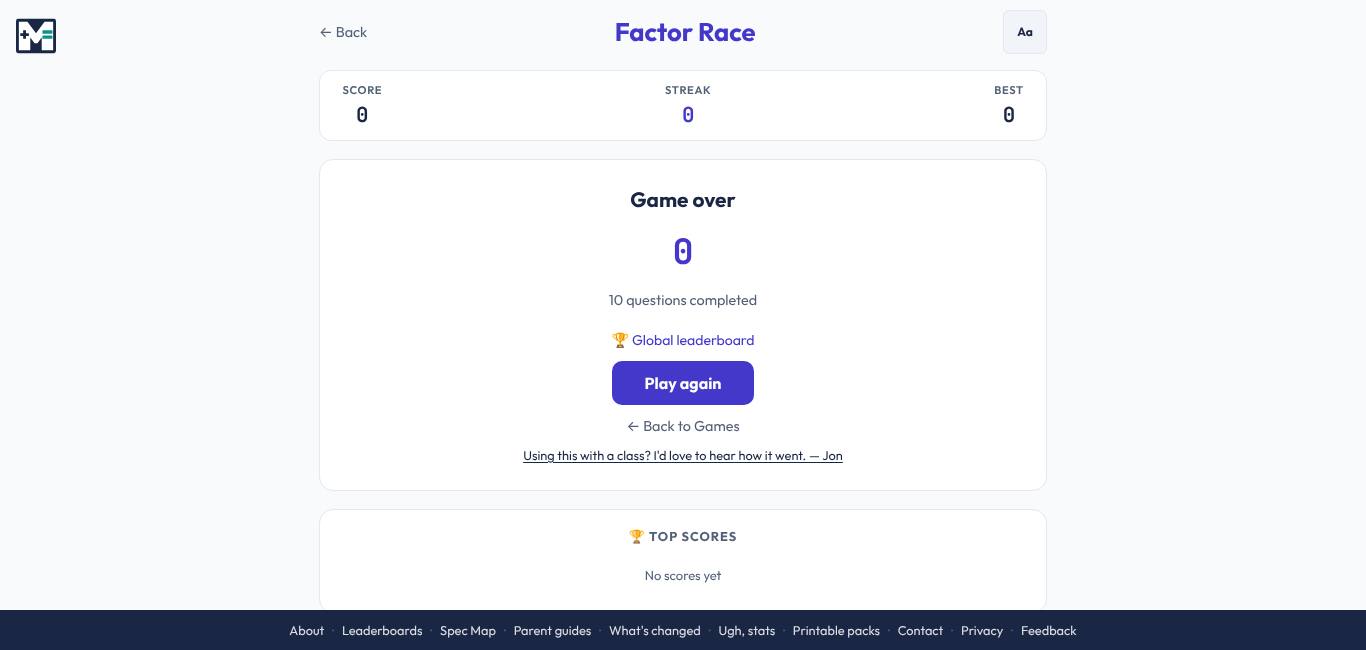 ← Back
Factor Race
Aa
SCORE
0
STREAK
0
BEST
0
Game over
0
10 questions completed
🏆 Global leaderboard
Play again
← Back to Games
Using this with a class? I'd love to hear how it went. — Jon
🏆 TOP SCORES
No scores yet
About · Leaderboards · Spec Map · Parent guides · What's changed · Ugh, stats · Printable packs · Contact · Privacy · Feedback